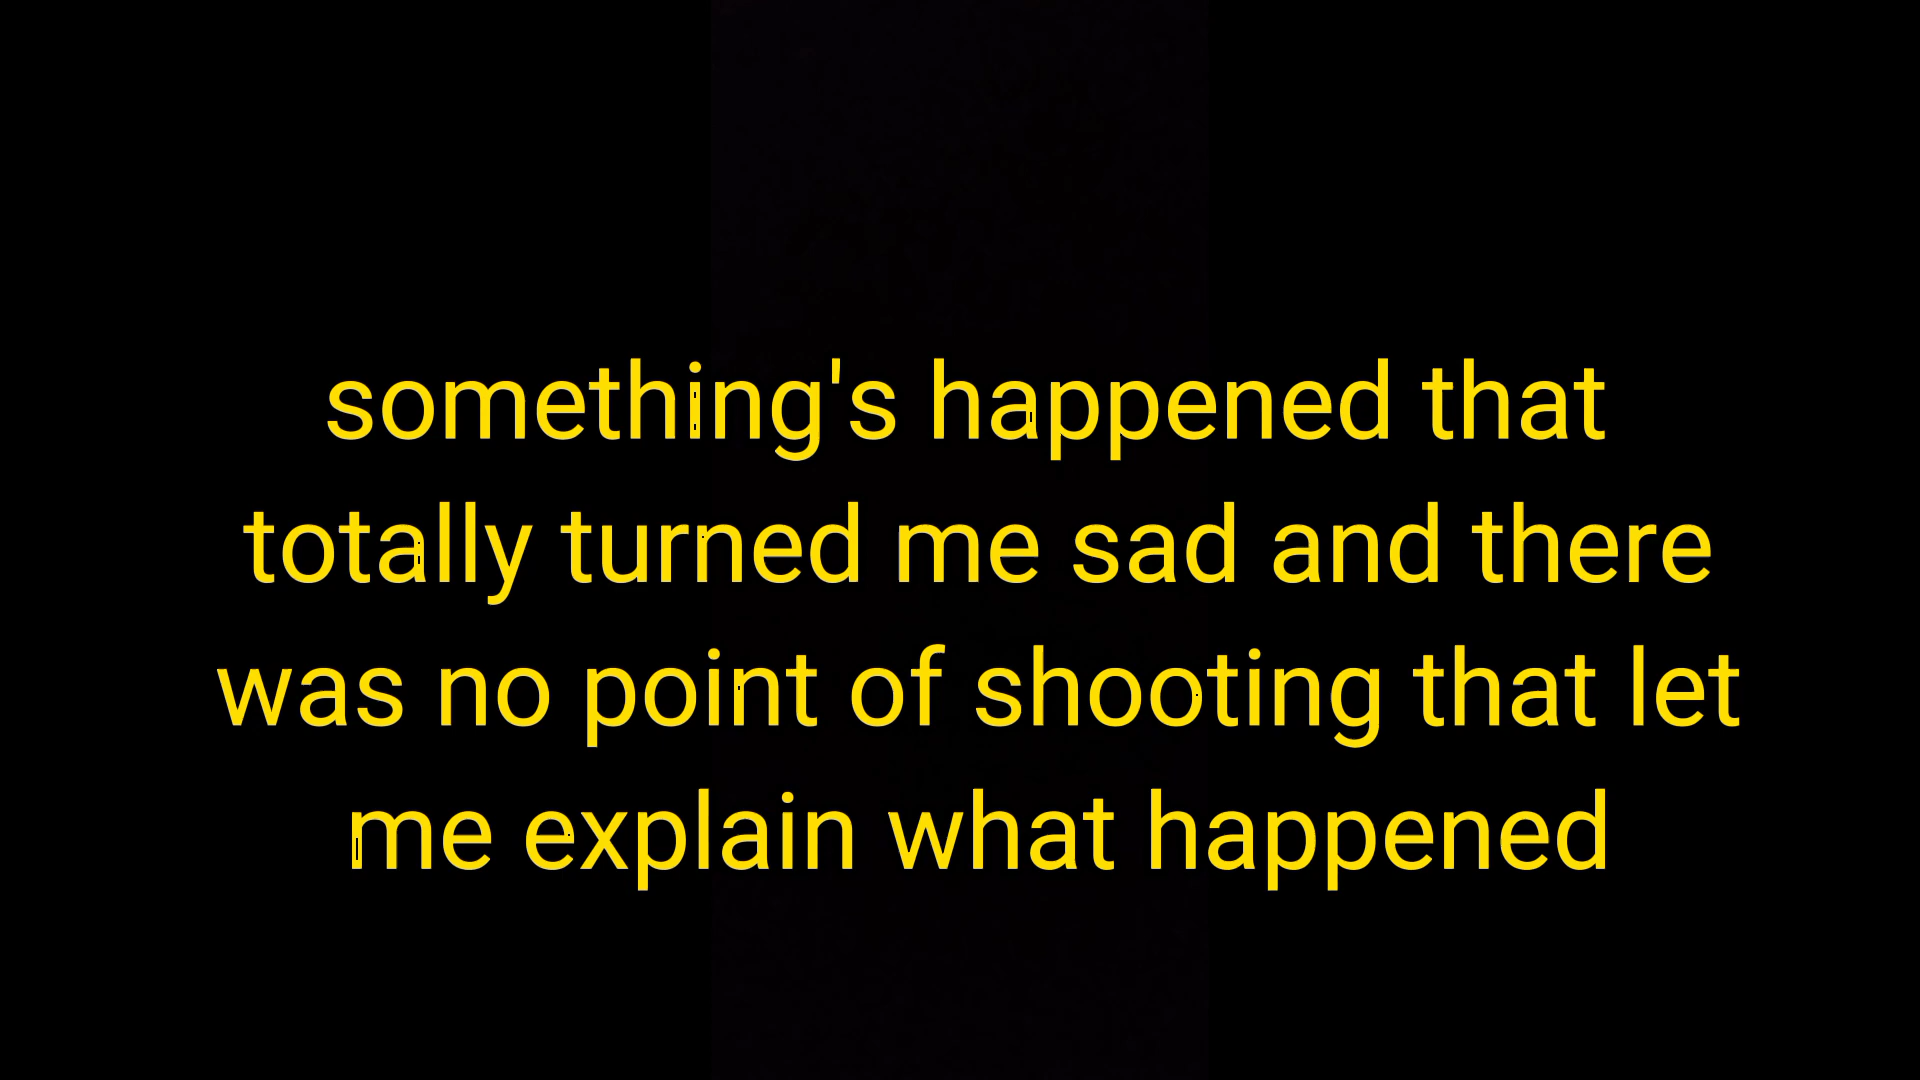 something's happened that
totally turned me sad and there
was no point of shooting that let
me explain what happened